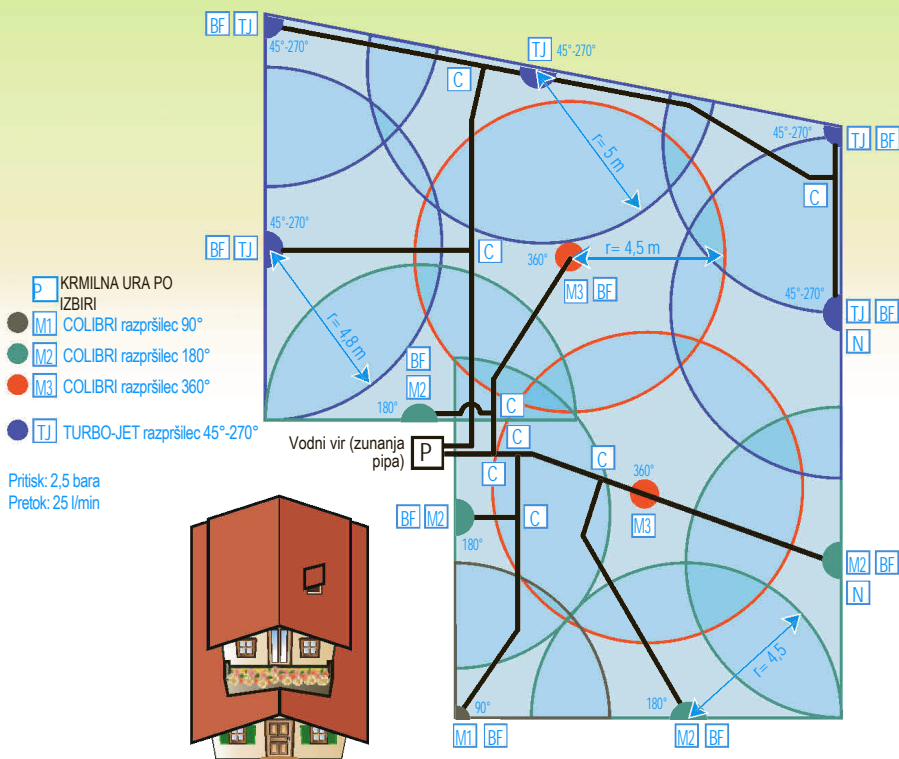 BF TJ
45°-270°
TJ 45°-270°
C
45°-270°
TJ BF
r= 5 m
C
45°-270°
BF TJ
C
360°
r= 4,5 m
M3 BF
45°-270°
TJ BF
N
P KRMILNA URA PO
IZBIRI
M1 COLIBRI razpršilec 90°
M2 COLIBRI razpršilec 180°
M3 COLIBRI razpršilec 360°
TJ TURBO-JET razpršilec 45°-270°
Pritisk: 2,5 bara
Pretok: 25 l/min
r= 4,8 m
BF
M2
180°
C
C
Vodni vir (zunanja
pipa)
P
C
C
360°
M3
BF M2
180°
C
M2 BF
N
r= 4,5
90°
M1 BF
180°
M2 BF